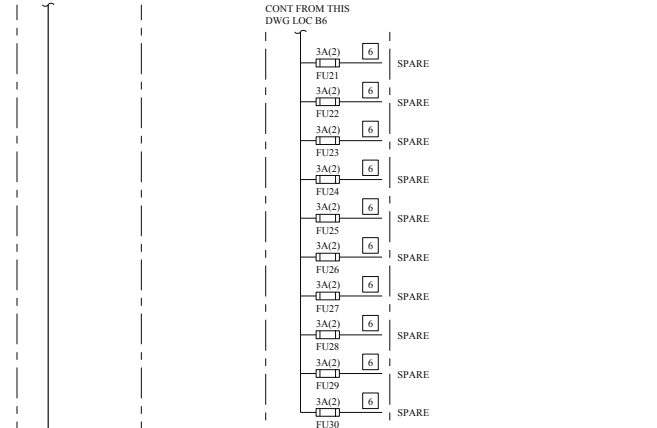 CONT FROM THIS
DWG LOC B6
3A(2) 6
SPARE
FU21
3A(2) 6
SPARE
FU22
3A(2) 6
SPARE
FU23
3A(2) 6
SPARE
FU24
3A(2) 6
SPARE
FU25
3A(2) 6
SPARE
FU26
3A(2) 6
SPARE
FU27
3A(2) 6
SPARE
FU28
3A(2) 6
SPARE
FU29
3A(2) 6
SPARE
FU30